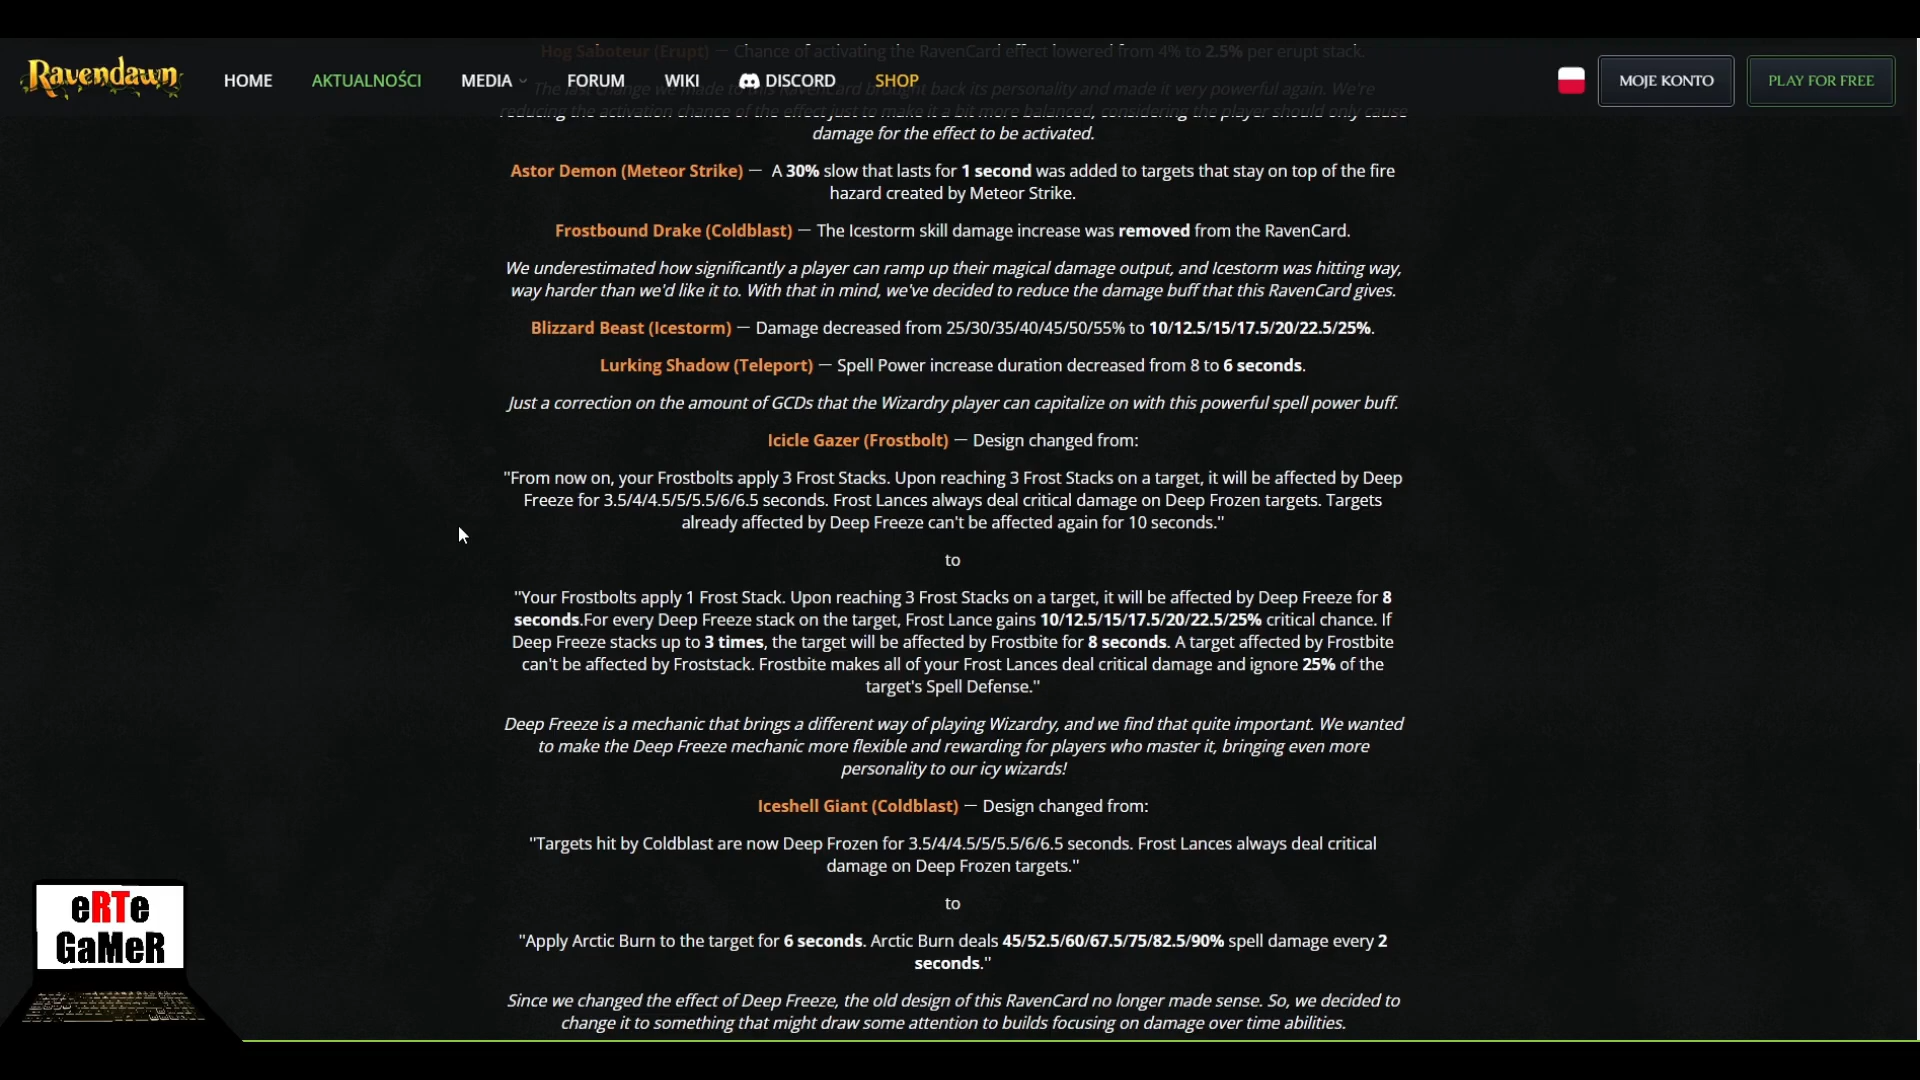 Hog Saboteur (Erupt) — Chance of activating the RavenCard effect lowered from 4% to 2.5% per erupt stack.
Ravendawn
HOME
AKTUALNOŚCI
MEDIA
FORUM
WIKI
DISCORD
SHOP
MOJE KONTO
PLAY FOR FREE
The last change we made to this RavenCard brought back its personality and made it very powerful again. We're
reducing the activation chance of the effect just to make it a bit more balanced, considering the player should only cause
damage for the effect to be activated.
Astor Demon (Meteor Strike) — A 30% slow that lasts for 1 second was added to targets that stay on top of the fire
hazard created by Meteor Strike.
Frostbound Drake (Coldblast) — The Icestorm skill damage increase was removed from the RavenCard.
We underestimated how significantly a player can ramp up their magical damage output, and Icestorm was hitting way,
way harder than we'd like it to. With that in mind, we've decided to reduce the damage buff that this RavenCard gives.
Blizzard Beast (Icestorm) — Damage decreased from 25/30/35/40/45/50/55% to 10/12.5/15/17.5/20/22.5/25%.
Lurking Shadow (Teleport) — Spell Power increase duration decreased from 8 to 6 seconds.
Just a correction on the amount of GCDs that the Wizardry player can capitalize on with this powerful spell power buff.
Icicle Gazer (Frostbolt) — Design changed from:
"From now on, your Frostbolts apply 3 Frost Stacks. Upon reaching 3 Frost Stacks on a target, it will be affected by Deep
Freeze for 3.5/4/4.5/5/5.5/6/6.5 seconds. Frost Lances always deal critical damage on Deep Frozen targets. Targets
already affected by Deep Freeze can't be affected again for 10 seconds."
to
"Your Frostbolts apply 1 Frost Stack. Upon reaching 3 Frost Stacks on a target, it will be affected by Deep Freeze for 8
seconds.For every Deep Freeze stack on the target, Frost Lance gains 10/12.5/15/17.5/20/22.5/25% critical chance. If
Deep Freeze stacks up to 3 times, the target will be affected by Frostbite for 8 seconds. A target affected by Frostbite
can't be affected by Froststack. Frostbite makes all of your Frost Lances deal critical damage and ignore 25% of the
target's Spell Defense."
Deep Freeze is a mechanic that brings a different way of playing Wizardry, and we find that quite important. We wanted
to make the Deep Freeze mechanic more flexible and rewarding for players who master it, bringing even more
personality to our icy wizards!
Iceshell Giant (Coldblast) — Design changed from:
"Targets hit by Coldblast are now Deep Frozen for 3.5/4/4.5/5/5.5/6/6.5 seconds. Frost Lances always deal critical
damage on Deep Frozen targets."
to
"Apply Arctic Burn to the target for 6 seconds. Arctic Burn deals 45/52.5/60/67.5/75/82.5/90% spell damage every 2
seconds."
Since we changed the effect of Deep Freeze, the old design of this RavenCard no longer made sense. So, we decided to
change it to something that might draw some attention to builds focusing on damage over time abilities.
eRTe
GaMeR